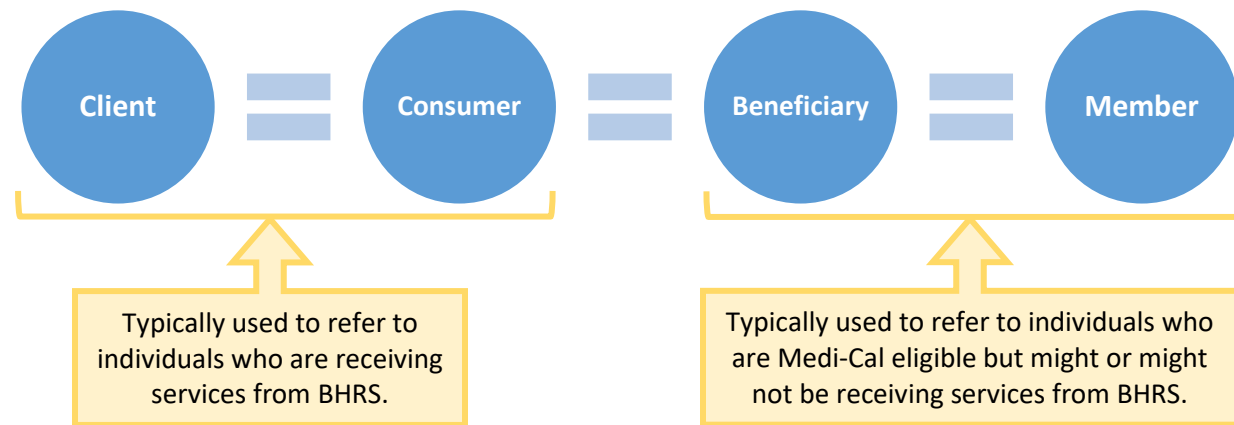 Client
Consumer
Beneficiary
Member
Typically used to refer to
individuals who are receiving
services from BHRS.
Typically used to refer to individuals who
are Medi-Cal eligible but might or might
not be receiving services from BHRS.